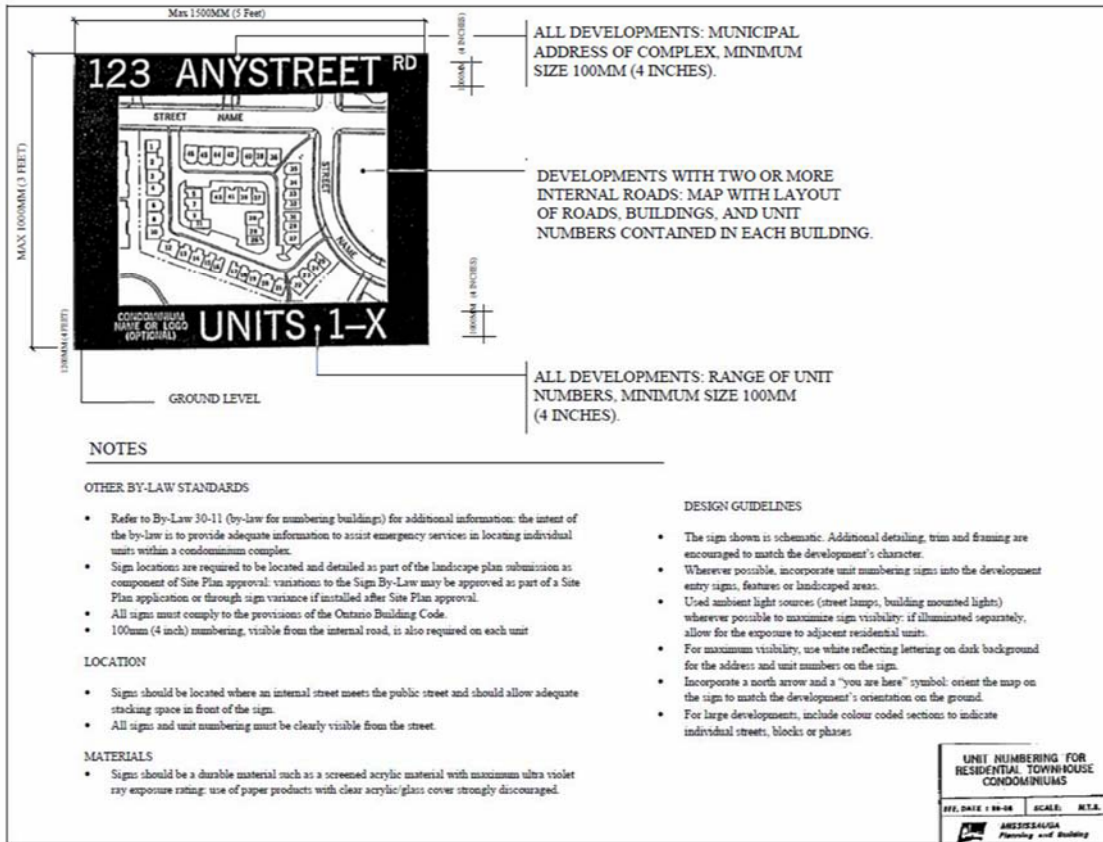 Max 1500MM (5 Feet)
MAX 1000MM (3 FEET)
1200MM (4 FEET)
123 ANYSTREET RD
STREET NAME
STREET
NAME
CONDOMINIUM
NAME OR LOGO
(OPTIONAL)
UNITS 1–X
GROUND LEVEL
1000MM (4 INCHES)
1000MM (4 INCHES)
ALL DEVELOPMENTS: MUNICIPAL
ADDRESS OF COMPLEX, MINIMUM
SIZE 100MM (4 INCHES).
DEVELOPMENTS WITH TWO OR MORE
INTERNAL ROADS: MAP WITH LAYOUT
OF ROADS, BUILDINGS, AND UNIT
NUMBERS CONTAINED IN EACH BUILDING.
ALL DEVELOPMENTS: RANGE OF UNIT
NUMBERS, MINIMUM SIZE 100MM
(4 INCHES).
NOTES
OTHER BY-LAW STANDARDS
• Refer to By-Law 30-11 (by-law for numbering buildings) for additional information: the intent of
the by-law is to provide adequate information to assist emergency services in locating individual
units within a condominium complex.
• Sign locations are required to be located and detailed as part of the landscape plan submission as
component of Site Plan approval: variations to the Sign By-Law may be approved as part of a Site
Plan application or through sign variance if installed after Site Plan approval.
• All signs must comply to the provisions of the Ontario Building Code.
• 100mm (4 inch) numbering, visible from the internal road, is also required on each unit
LOCATION
• Signs should be located where an internal street meets the public street and should allow adequate
stacking space in front of the sign.
• All signs and unit numbering must be clearly visible from the street.
MATERIALS
• Signs should be a durable material such as a screened acrylic material with maximum ultra violet
ray exposure rating: use of paper products with clear acrylic/glass cover strongly discouraged.
DESIGN GUIDELINES
• The sign shown is schematic. Additional detailing, trim and framing are
encouraged to match the development's character.
• Wherever possible, incorporate unit numbering signs into the development
entry signs, features or landscaped areas.
• Used ambient light sources (street lamps, building mounted lights)
wherever possible to maximize sign visibility: if illuminated separately,
allow for the exposure to adjacent residential units.
• For maximum visibility, use white reflecting lettering on dark background
for the address and unit numbers on the sign.
• Incorporate a north arrow and a "you are here" symbol: orient the map on
the sign to match the development's orientation on the ground.
• For large developments, include colour coded sections to indicate
individual streets, blocks or phases
UNIT NUMBERING FOR
RESIDENTIAL TOWNHOUSE
CONDOMINIUMS
DATE SCALE: N.T.S.
MISSISSAUGA
Planning and Building